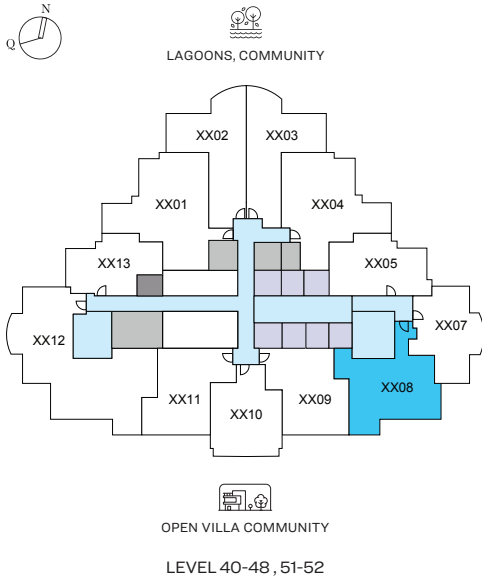 N
Q
LAGOONS, COMMUNITY
XX02
XX03
XX01
XX04
XX13
XX05
XX12
XX07
XX08
XX11
XX09
XX10
OPEN VILLA COMMUNITY
LEVEL 40-48 , 51-52